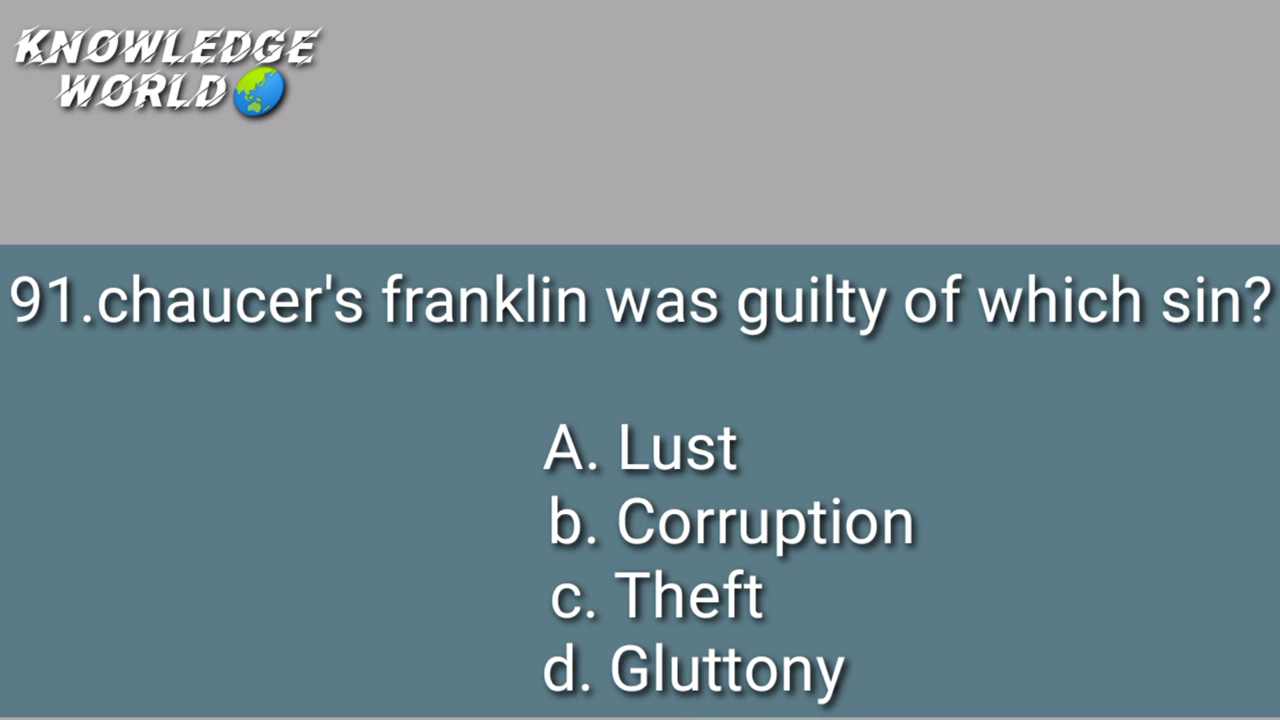 KNOWLEDGE
WORLD
91.chaucer's franklin was guilty of which sin?
A. Lust
b. Corruption
c. Theft
d. Gluttony